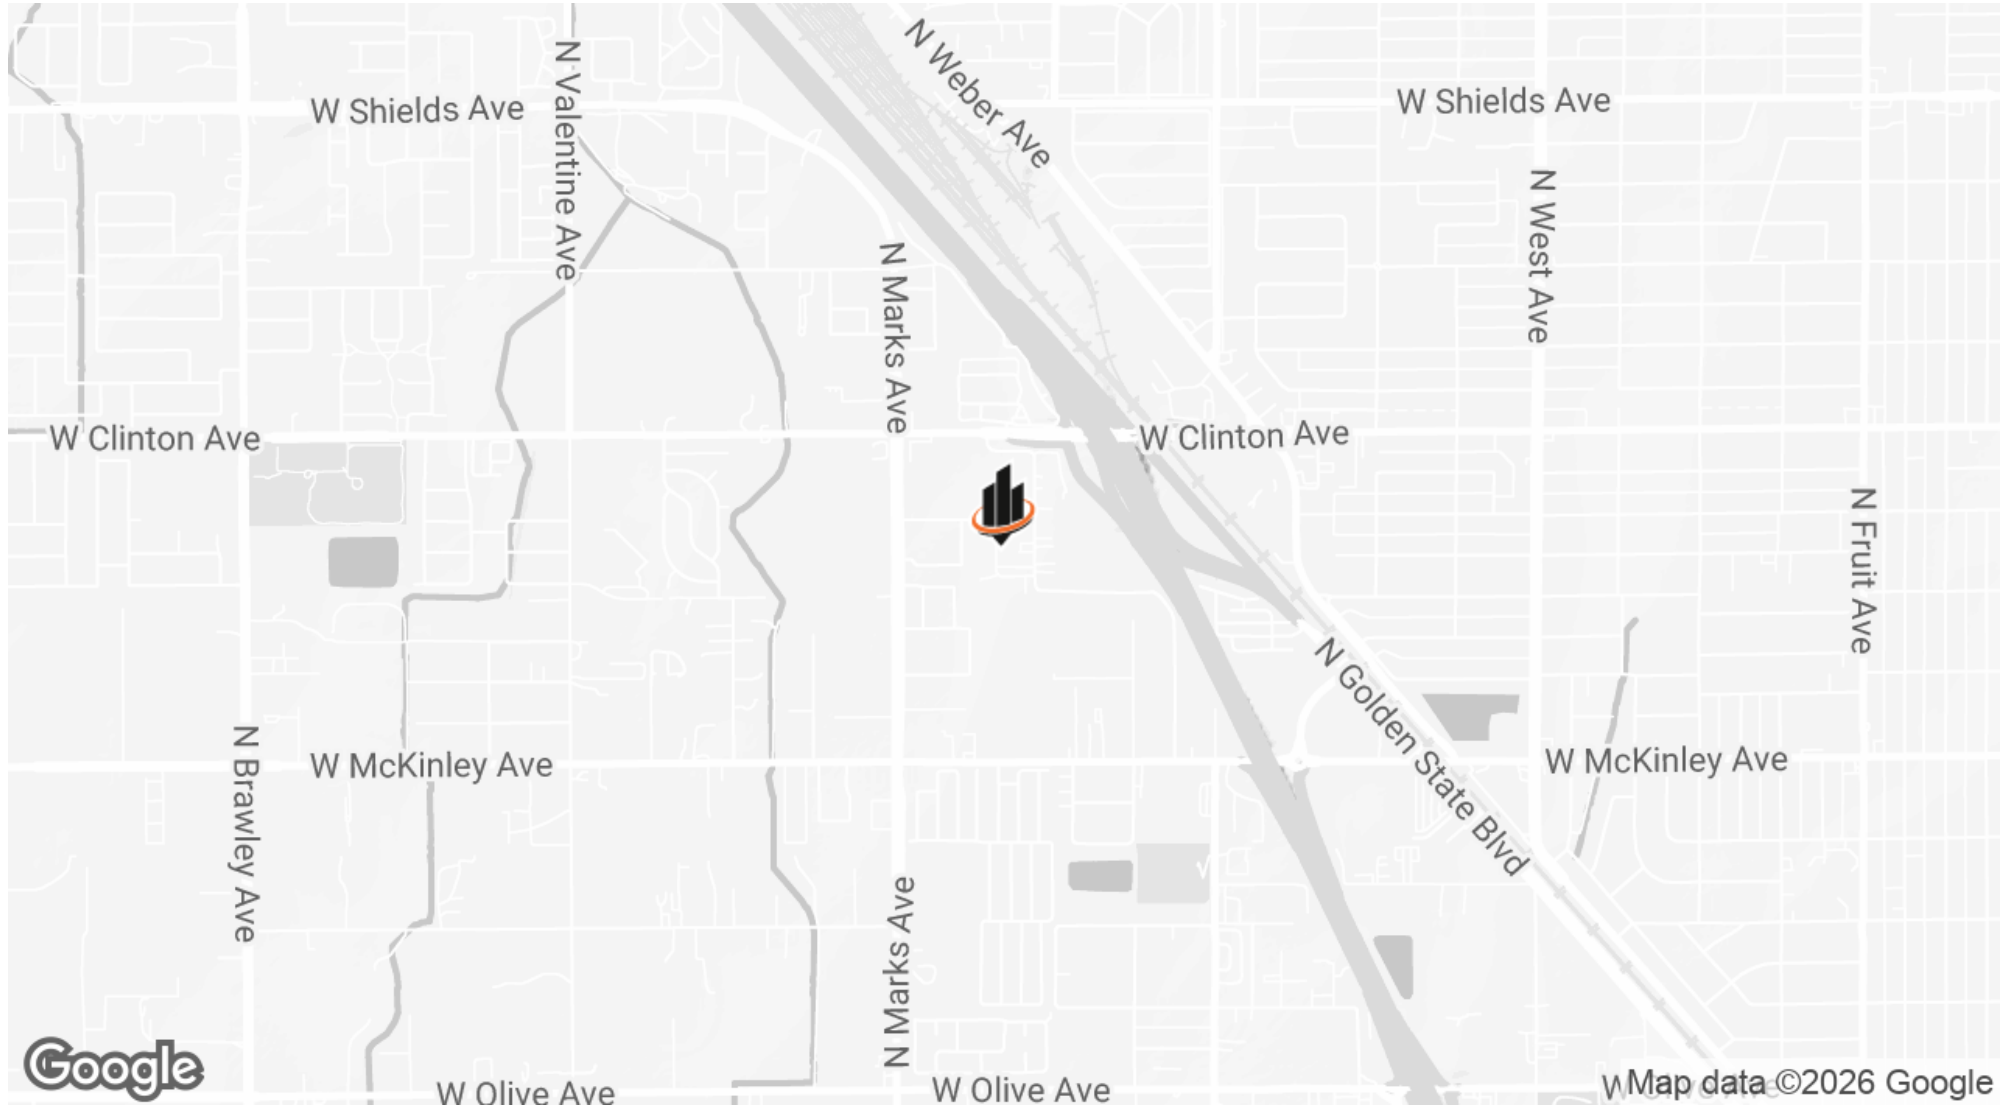 N Weber Ave
N Valentine Ave
W Shields Ave
W Shields Ave
N West Ave
N Marks Ave
W Clinton Ave
W Clinton Ave
N Fruit Ave
N Golden State Blvd
N Brawley Ave
W McKinley Ave
W McKinley Ave
N Marks Ave
Google
W Olive Ave
W Olive Ave
W Olive Ave
Map data ©2026 Google